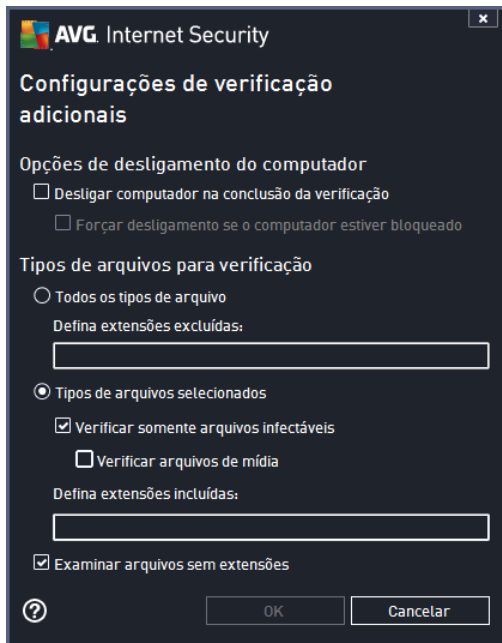 AVG. Internet Security
Configurações de verificação
adicionais
Opções de desligamento do computador
Desligar computador na conclusão da verificação
Forçar desligamento se o computador estiver bloqueado
Tipos de arquivos para verificação
Todos os tipos de arquivo
Defina extensões excluídas:
Tipos de arquivos selecionados
Verificar somente arquivos infectáveis
Verificar arquivos de mídia
Defina extensões incluídas:
Examinar arquivos sem extensões
OK
Cancelar